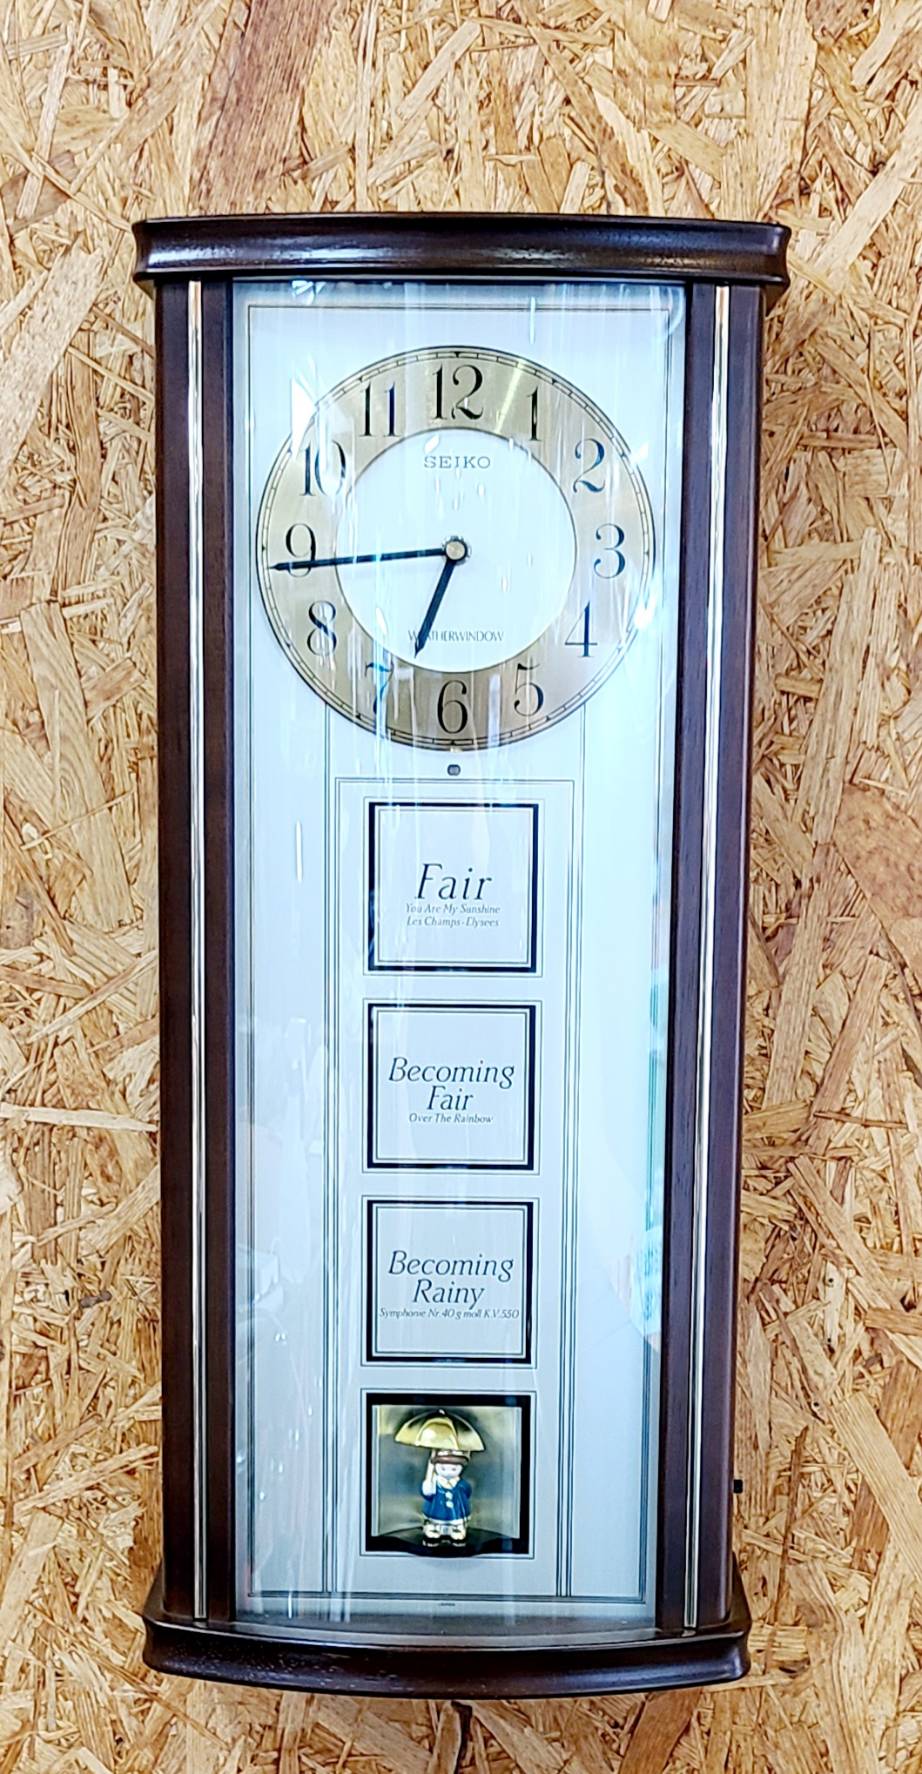 12
11 1
10 2
SEIKO
9 3
8 4
WEATHERWINDOW
7 5
6
Fair
You Are My Sunshine
Les Champs-Elysees
Becoming
Fair
Over The Rainbow
Becoming
Rainy
Symphonie Nr.40 g moll K.V.550